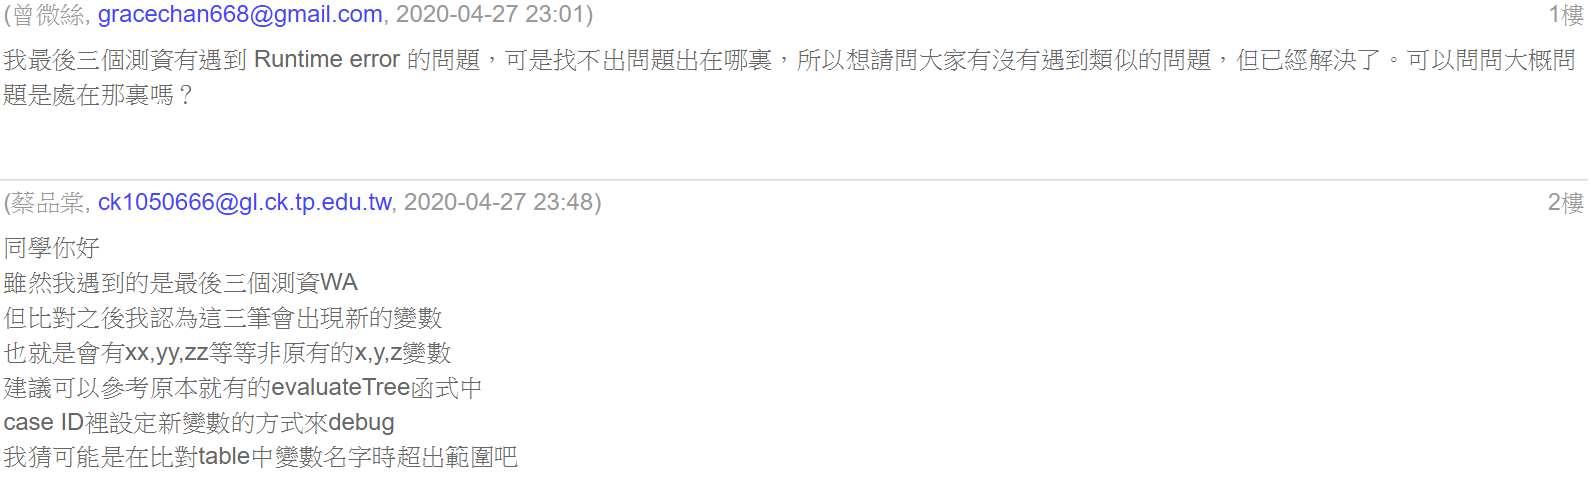 (曾微絲, gracechan668@gmail.com, 2020-04-27 23:01) 1樓
我最後三個測資有遇到 Runtime error 的問題，可是找不出問題出在哪裏，所以想請問大家有沒有遇到類似的問題，但已經解決了。可以問問大概問
題是處在那裏嗎？
(蔡品棠, ck1050666@gl.ck.tp.edu.tw, 2020-04-27 23:48) 2樓
同學你好
雖然我遇到的是最後三個測資WA
但比對之後我認為這三筆會出現新的變數
也就是會有xx,yy,zz等等非原有的x,y,z變數
建議可以參考原本就有的evaluateTree函式中
case ID裡設定新變數的方式來debug
我猜可能是在比對table中變數名字時超出範圍吧